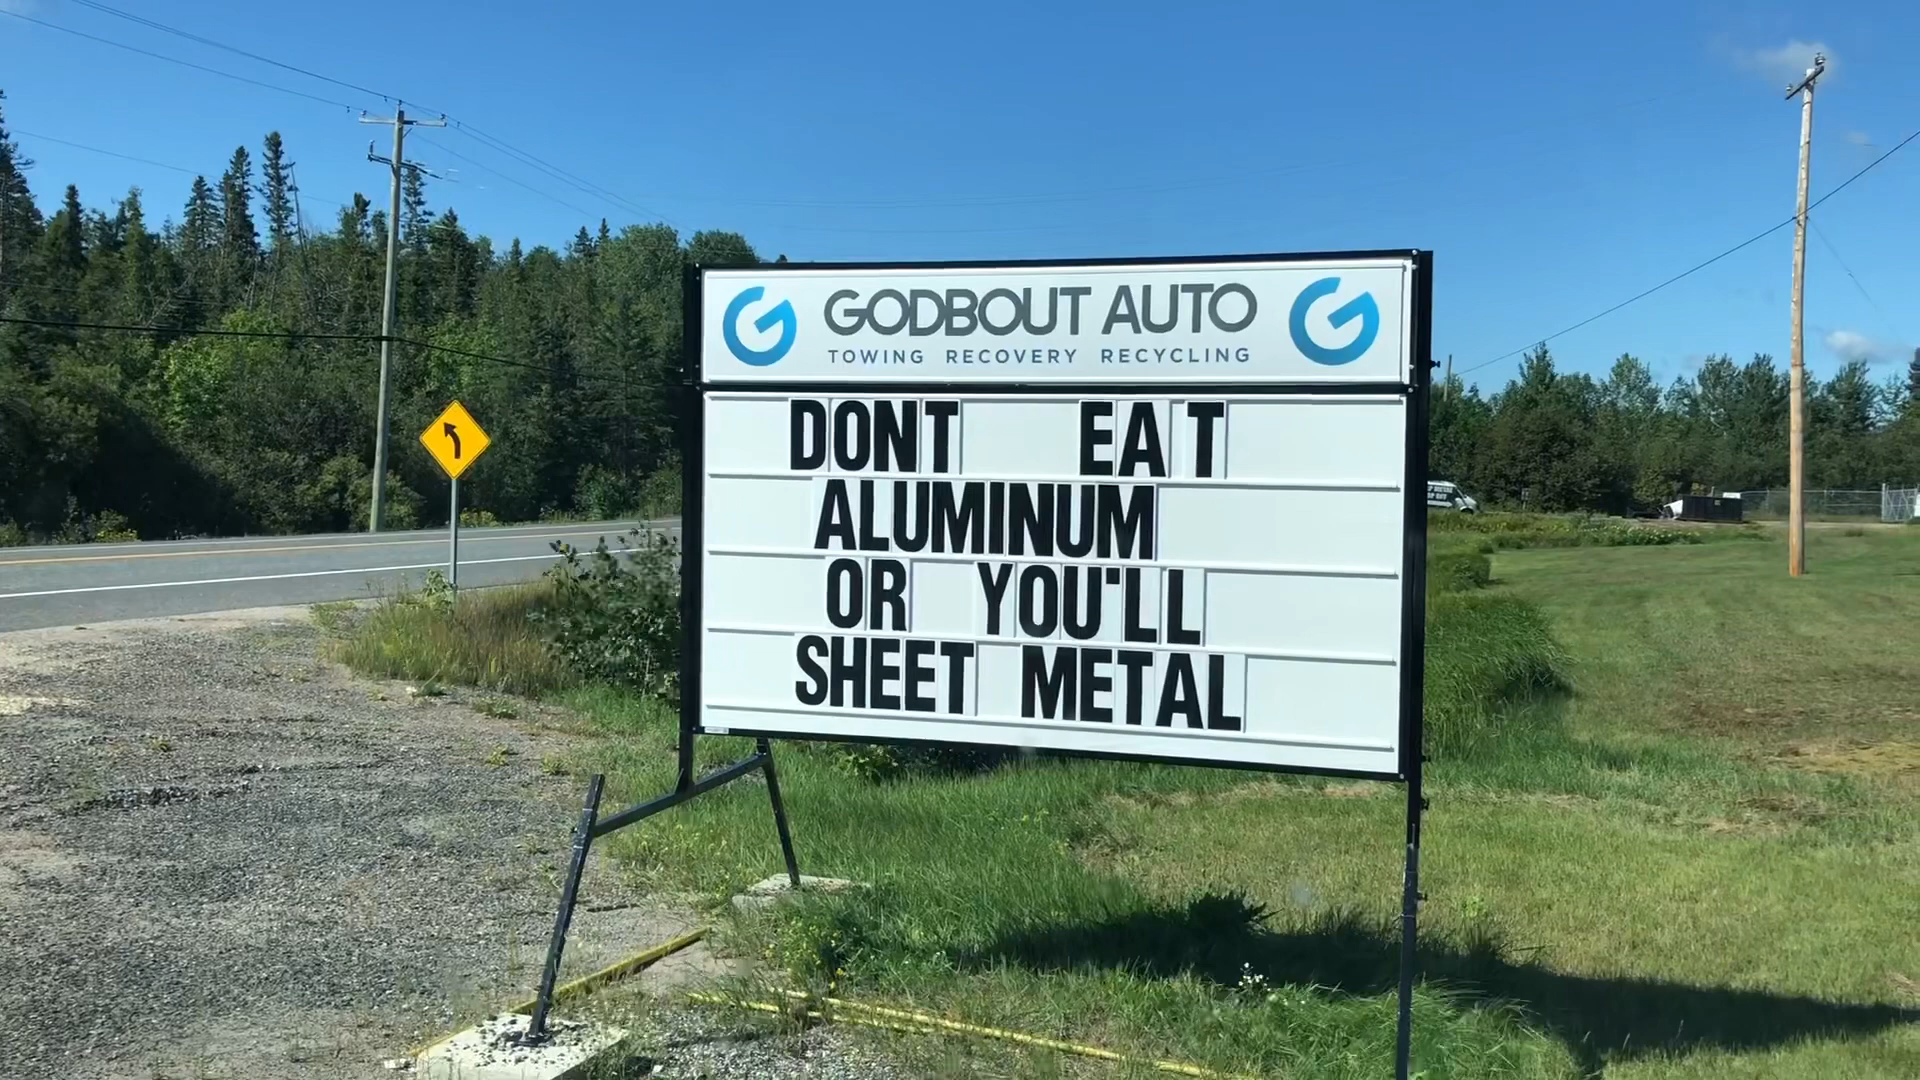 GODBOUT AUTO
TOWING RECOVERY RECYCLING
DONT EAT
ALUMINUM
OR YOU'LL
SHEET METAL